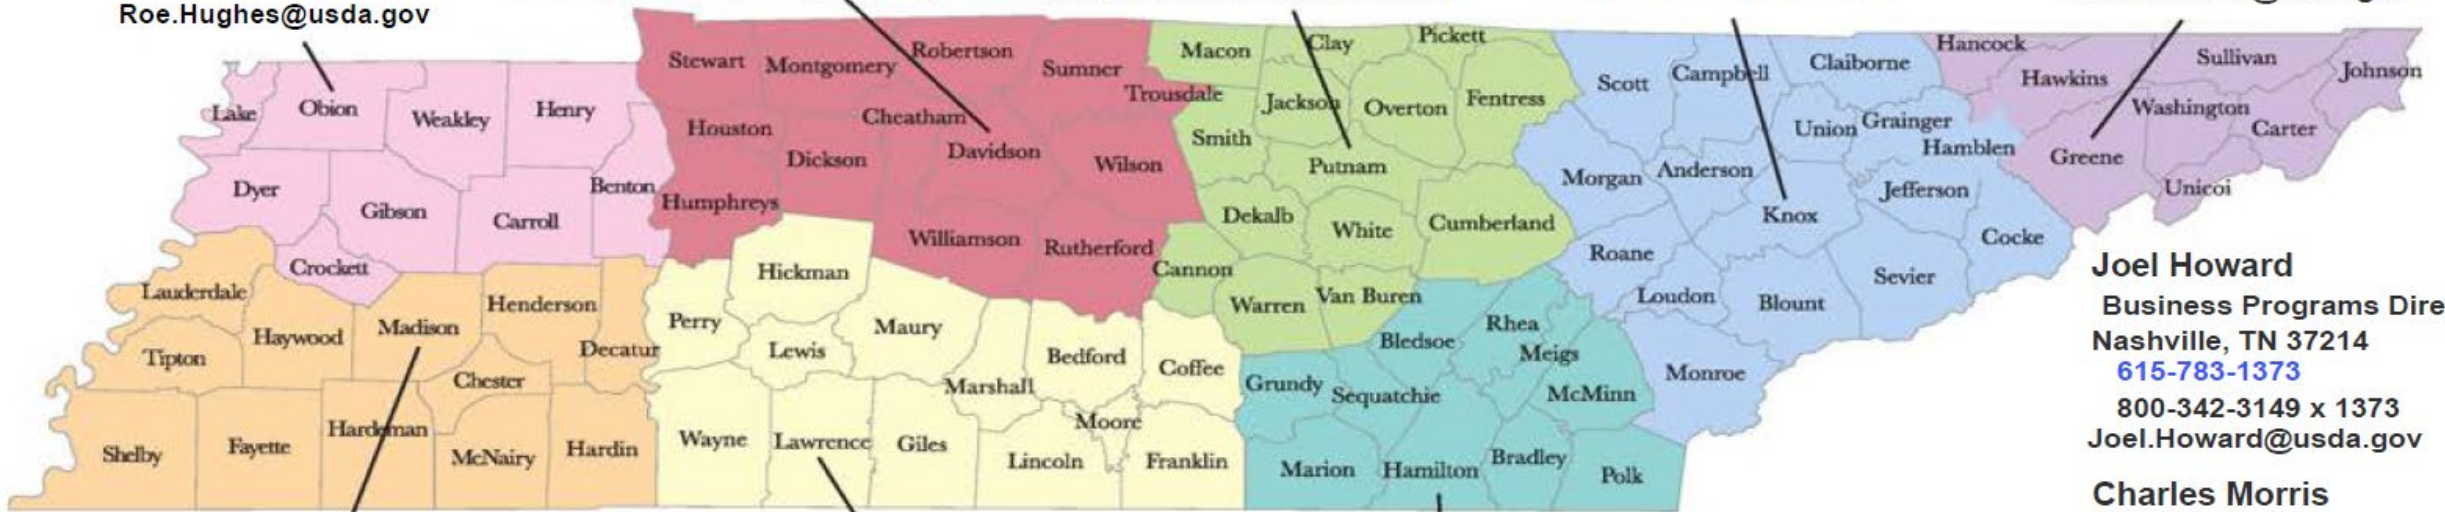 Roe.Hughes@usda.gov
Stewart
Montgomery
Robertson
Sumner
Trousdale
Macon
Clay
Pickett
Scott
Campbell
Claiborne
Hancock
Hawkins
Sullivan
Johnson
Lake
Obion
Weakley
Henry
Houston
Cheatham
Dickson
Davidson
Wilson
Smith
Jackson
Overton
Fentress
Putnam
Morgan
Anderson
Union
Grainger
Hamblen
Jefferson
Washington
Carter
Greene
Unicoi
Dyer
Gibson
Carroll
Benton
Humphreys
Williamson
Rutherford
Dekalb
White
Cumberland
Knox
Roane
Cocke
Sevier
Crockett
Lauderdale
Haywood
Madison
Henderson
Hickman
Perry
Lewis
Maury
Cannon
Warren
Van Buren
Loudon
Blount
Tipton
Chester
Decatur
Marshall
Bedford
Coffee
Bledsoe
Rhea
Meigs
Monroe
Grundy
Sequatchie
McMinn
Shelby
Fayette
Hardeman
McNairy
Hardin
Wayne
Lawrence
Giles
Moore
Lincoln
Franklin
Marion
Hamilton
Bradley
Polk
Joel Howard
Business Programs Dire
Nashville, TN 37214
615-783-1373
800-342-3149 x 1373
Joel.Howard@usda.gov
Charles Morris